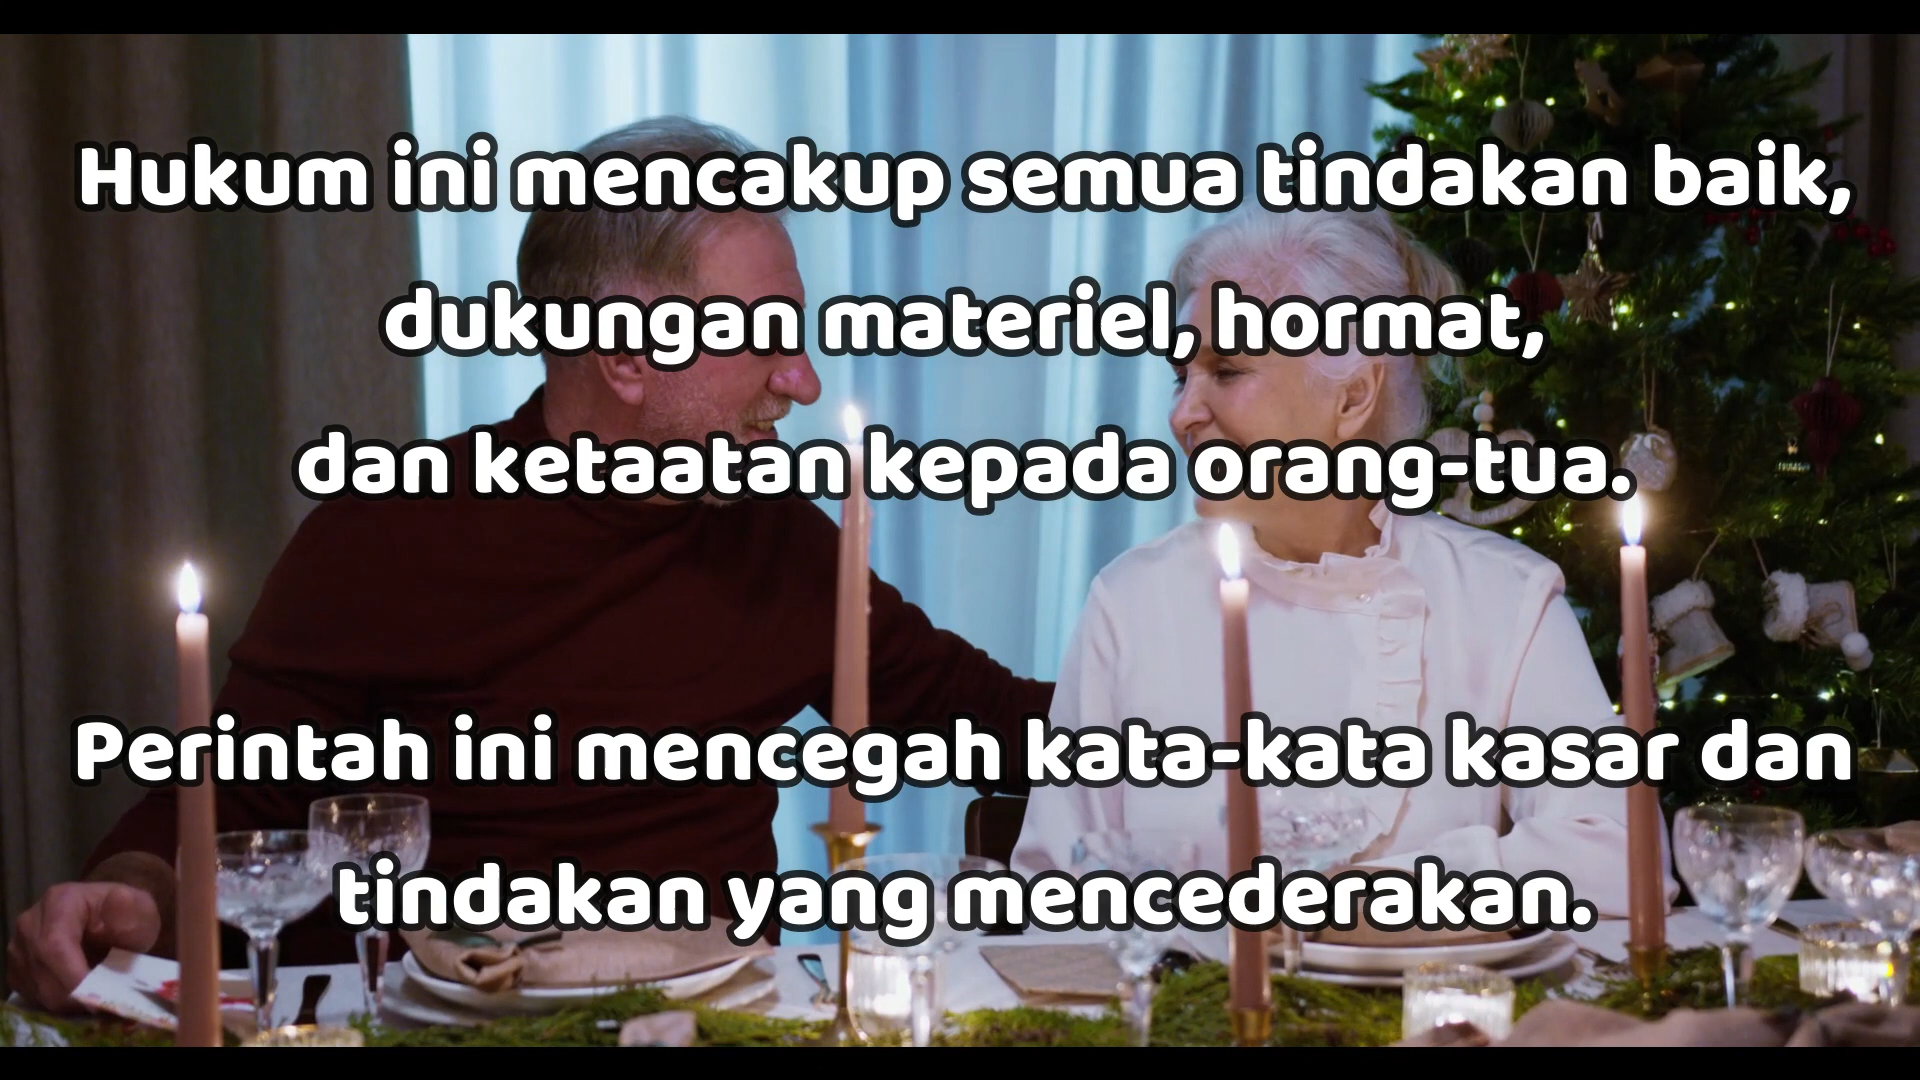 Hukum ini mencakup semua tindakan baik,
dukungan materiel, hormat,
dan ketaatan kepada orang-tua.
Perintah ini mencegah kata-kata kasar dan
tindakan yang mencederakan.